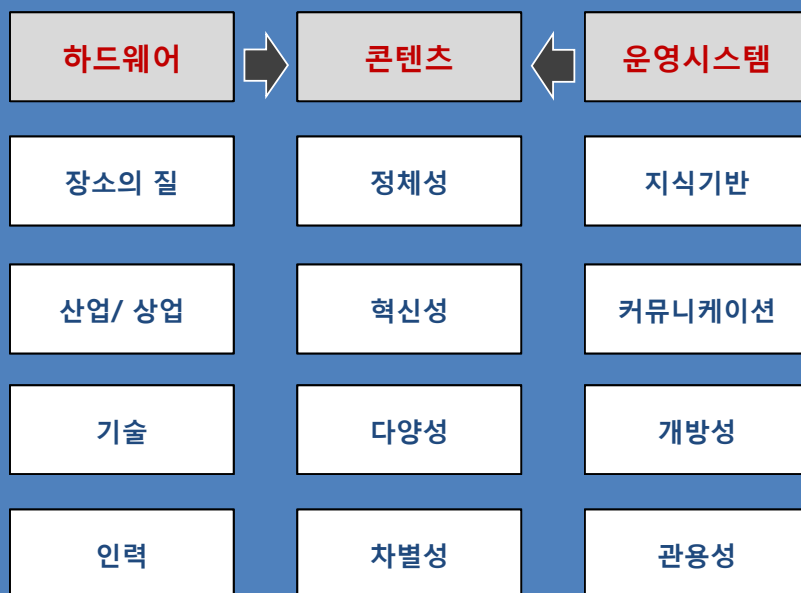 하드웨어
콘텐츠
운영시스템
장소의 질
정체성
지식기반
산업/ 상업
혁신성
커뮤니케이션
기술
다양성
개방성
인력
차별성
관용성